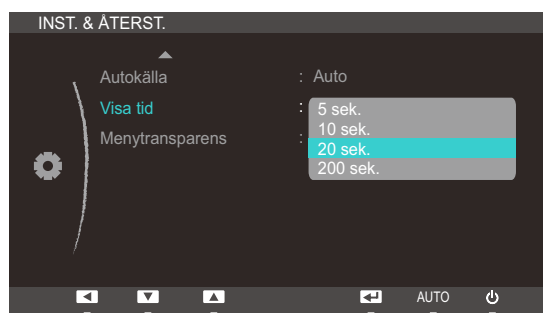 INST. & ÅTERST.
Autokälla : Auto
Visa tid :
5 sek.
10 sek.
20 sek.
200 sek.
Menytransparens :
AUTO